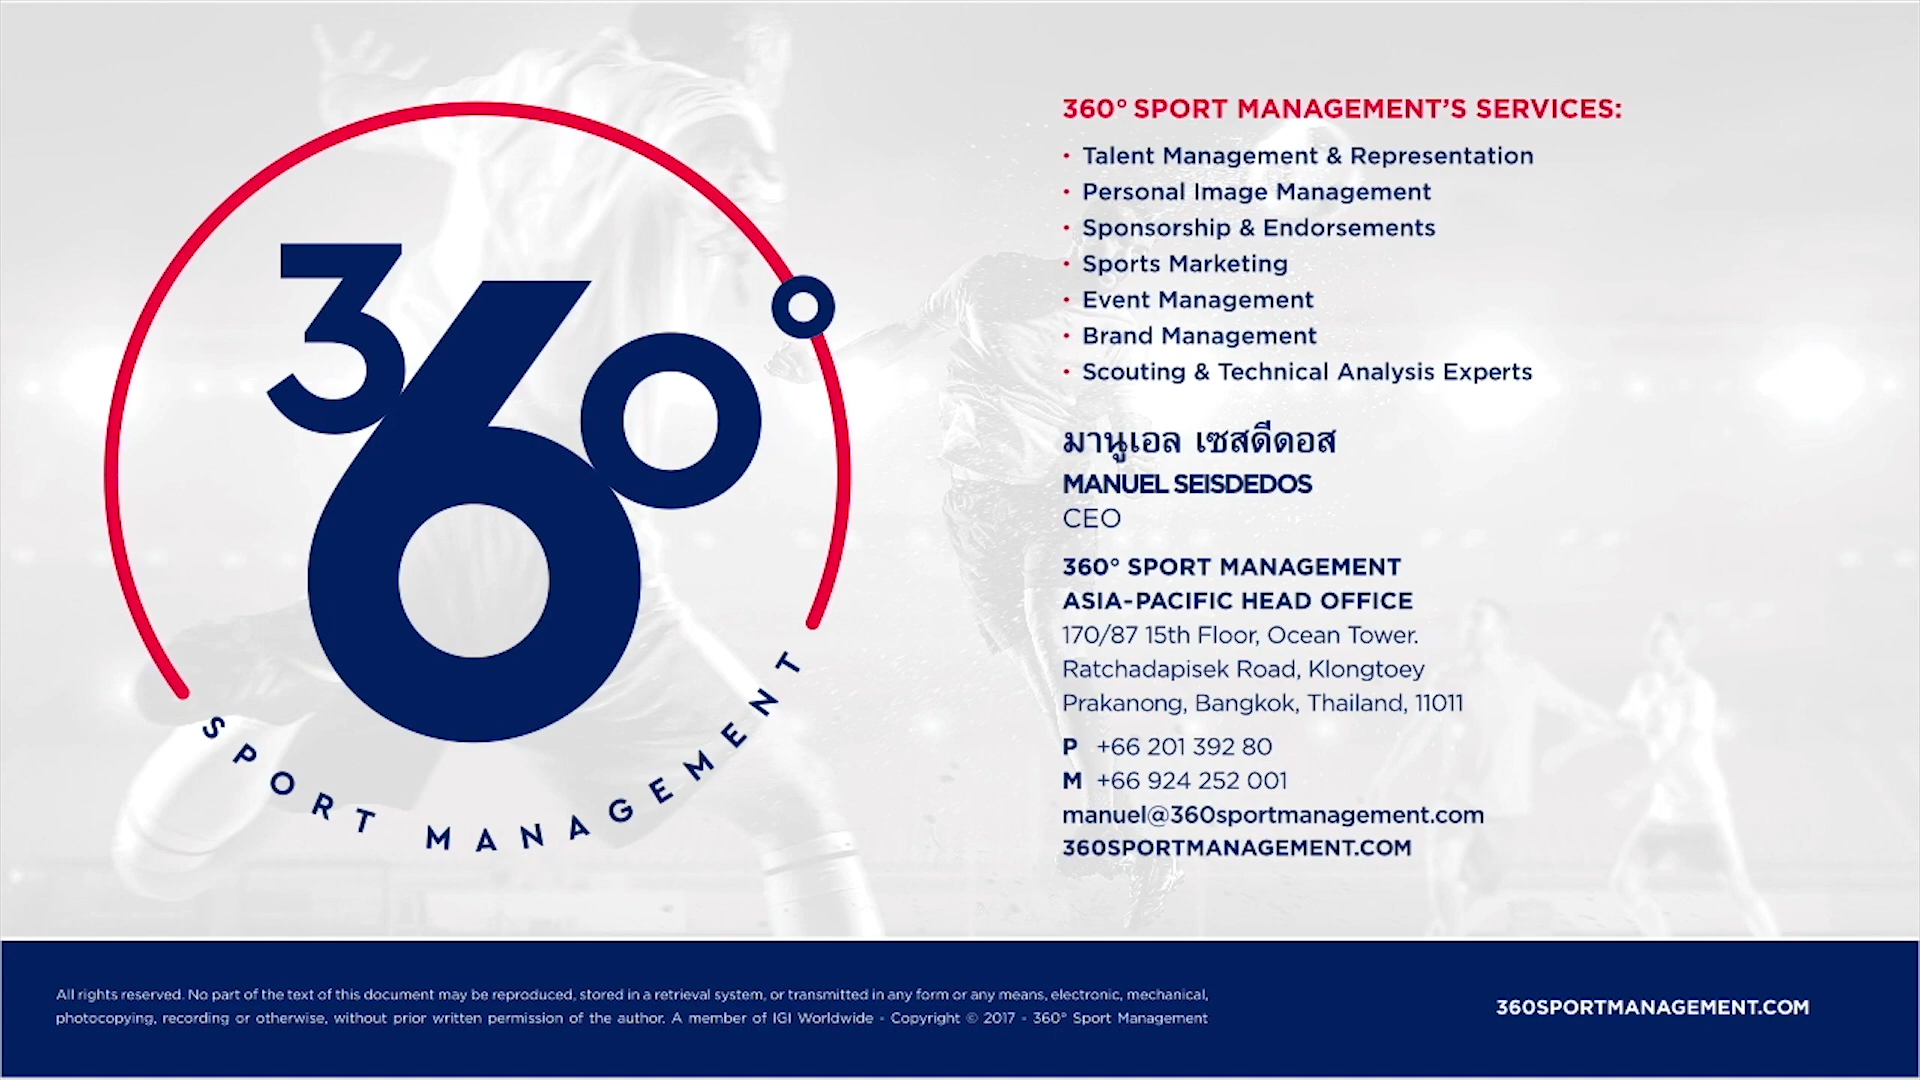 360°
SPORT MANAGEMENT
360° SPORT MANAGEMENT’S SERVICES:
• Talent Management & Representation
• Personal Image Management
• Sponsorship & Endorsements
• Sports Marketing
• Event Management
• Brand Management
• Scouting & Technical Analysis Experts
มานูเอล เซสดีดอส
MANUEL SEISDEDOS
CEO
360° SPORT MANAGEMENT
ASIA-PACIFIC HEAD OFFICE
170/87 15th Floor, Ocean Tower.
Ratchadapisek Road, Klongtoey
Prakanong, Bangkok, Thailand, 11011
P +66 201 392 80
M +66 924 252 001
manuel@360sportmanagement.com
360SPORTMANAGEMENT.COM
All rights reserved. No part of the text of this document may be reproduced, stored in a retrieval system, or transmitted in any form or any means, electronic, mechanical,
photocopying, recording or otherwise, without prior written permission of the author. A member of IGI Worldwide - Copyright © 2017 - 360° Sport Management
360SPORTMANAGEMENT.COM